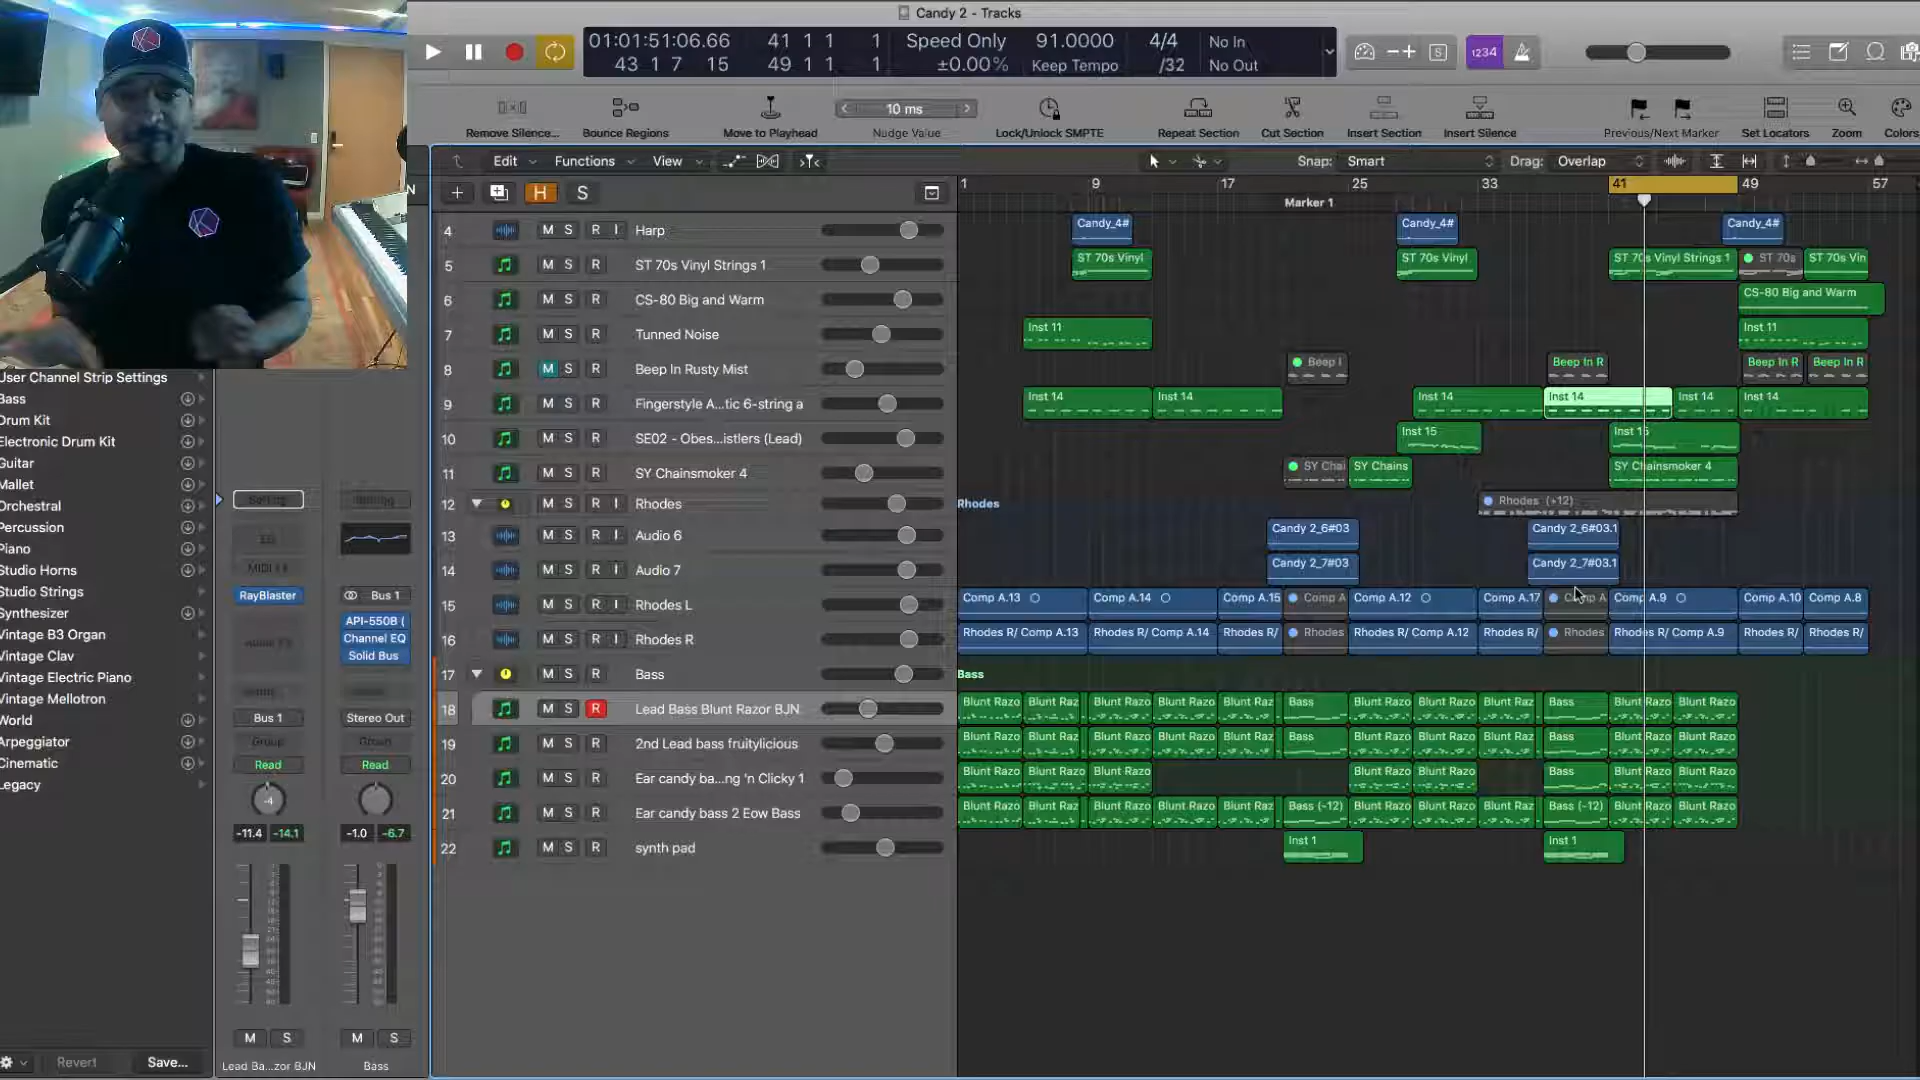 Candy 2 - Tracks
01:01:51:06.66
43 1 7 15
41 1 1 1
49 1 1 1
Speed Only
±0.00%
91.0000
Keep Tempo
4/4
/32
No In
No Out
1234
Remove Silence...
Bounce Regions
Move to Playhead
10 ms
Nudge Value
Lock/Unlock SMPTE
Repeat Section
Cut Section
Insert Section
Insert Silence
Previous/Next Marker
Set Locators
Zoom
Colors
Edit
Functions
View
Snap: Smart
Drag: Overlap
H S
1 9 17 25 33 41 49 57
Marker 1
4 M S R I Harp
Candy_4# Candy_4# Candy_4#
5 M S R ST 70s Vinyl Strings 1
ST 70s Vinyl ST 70s Vinyl ST 70s Vinyl Strings 1 ST 70s ST 70s Vin
6 M S R CS-80 Big and Warm
CS-80 Big and Warm
7 M S R Tunned Noise
Inst 11 Inst 11
8 M S R Beep In Rusty Mist
Beep I Beep In R Beep In R Beep In R
9 M S R Fingerstyle A...tic 6-string a
Inst 14 Inst 14 Inst 14 Inst 14 Inst 14 Inst 14
10 M S R SE02 - Obes...istlers (Lead)
Inst 15 Inst 15
11 M S R SY Chainsmoker 4
SY Chai SY Chains SY Chainsmoker 4
12 M S R I Rhodes
Rhodes Rhodes (+12)
13 M S R I Audio 6
Candy 2_6#03 Candy 2_6#03.1
14 M S R I Audio 7
Candy 2_7#03 Candy 2_7#03.1
15 M S R I Rhodes L
Comp A.13 Comp A.14 Comp A.15 Comp A Comp A.12 Comp A.17 Comp A Comp A.9 Comp A.10 Comp A.8
16 M S R I Rhodes R
Rhodes R/ Comp A.13 Rhodes R/ Comp A.14 Rhodes R/ Rhodes Rhodes R/ Comp A.12 Rhodes R/ Rhodes Rhodes R/ Comp A.9 Rhodes R/ Rhodes R/
17 M S R Bass
Bass
18 M S R Lead Bass Blunt Razor BJN
Blunt Razo Blunt Raz Blunt Razo Blunt Razo Blunt Raz Bass Blunt Razo Blunt Razo Blunt Raz Bass Blunt Razo Blunt Razo
19 M S R 2nd Lead bass fruitylicious
Blunt Razo Blunt Raz Blunt Razo Blunt Razo Blunt Raz Bass Blunt Razo Blunt Razo Blunt Raz Bass Blunt Razo Blunt Razo
20 M S R Ear candy ba...ng 'n Clicky 1
Blunt Razo Blunt Raz Blunt Razo Blunt Razo Blunt Razo Bass Blunt Razo Blunt Razo
21 M S R Ear candy bass 2 Eow Bass
Blunt Razo Blunt Raz Blunt Razo Blunt Razo Blunt Raz Bass (-12) Blunt Razo Blunt Razo Blunt Raz Bass (-12) Blunt Razo Blunt Razo
22 M S R synth pad
Inst 1 Inst 1
User Channel Strip Settings
Bass
Drum Kit
Electronic Drum Kit
Guitar
Mallet
Orchestral
Percussion
Piano
Studio Horns
Studio Strings
Synthesizer
Vintage B3 Organ
Vintage Clav
Vintage Electric Piano
Vintage Mellotron
World
Arpeggiator
Cinematic
Legacy
Revert
Save...
Setting
EQ
MIDI FX
RayBlaster
Audio FX
Bus 1
Group
Read
-4
-11.4 -14.1
M S
Lead Ba...zor BJN
Setting
Bus 1
API-550B (
Channel EQ
Solid Bus
Stereo Out
Group
Read
-1.0 -6.7
M S
Bass